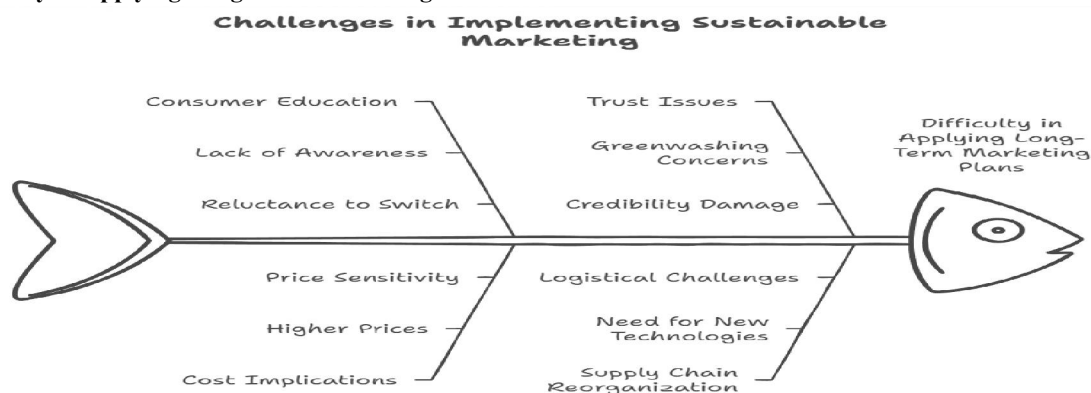 Challenges in Implementing Sustainable
Marketing
Consumer Education
Lack of Awareness
Reluctance to Switch
Trust Issues
Greenwashing
Concerns
Credibility Damage
Difficulty in
Applying Long-
Term Marketing
Plans
Price Sensitivity
Higher Prices
Cost Implications
Logistical Challenges
Need for New
Technologies
Supply Chain
Reorganization